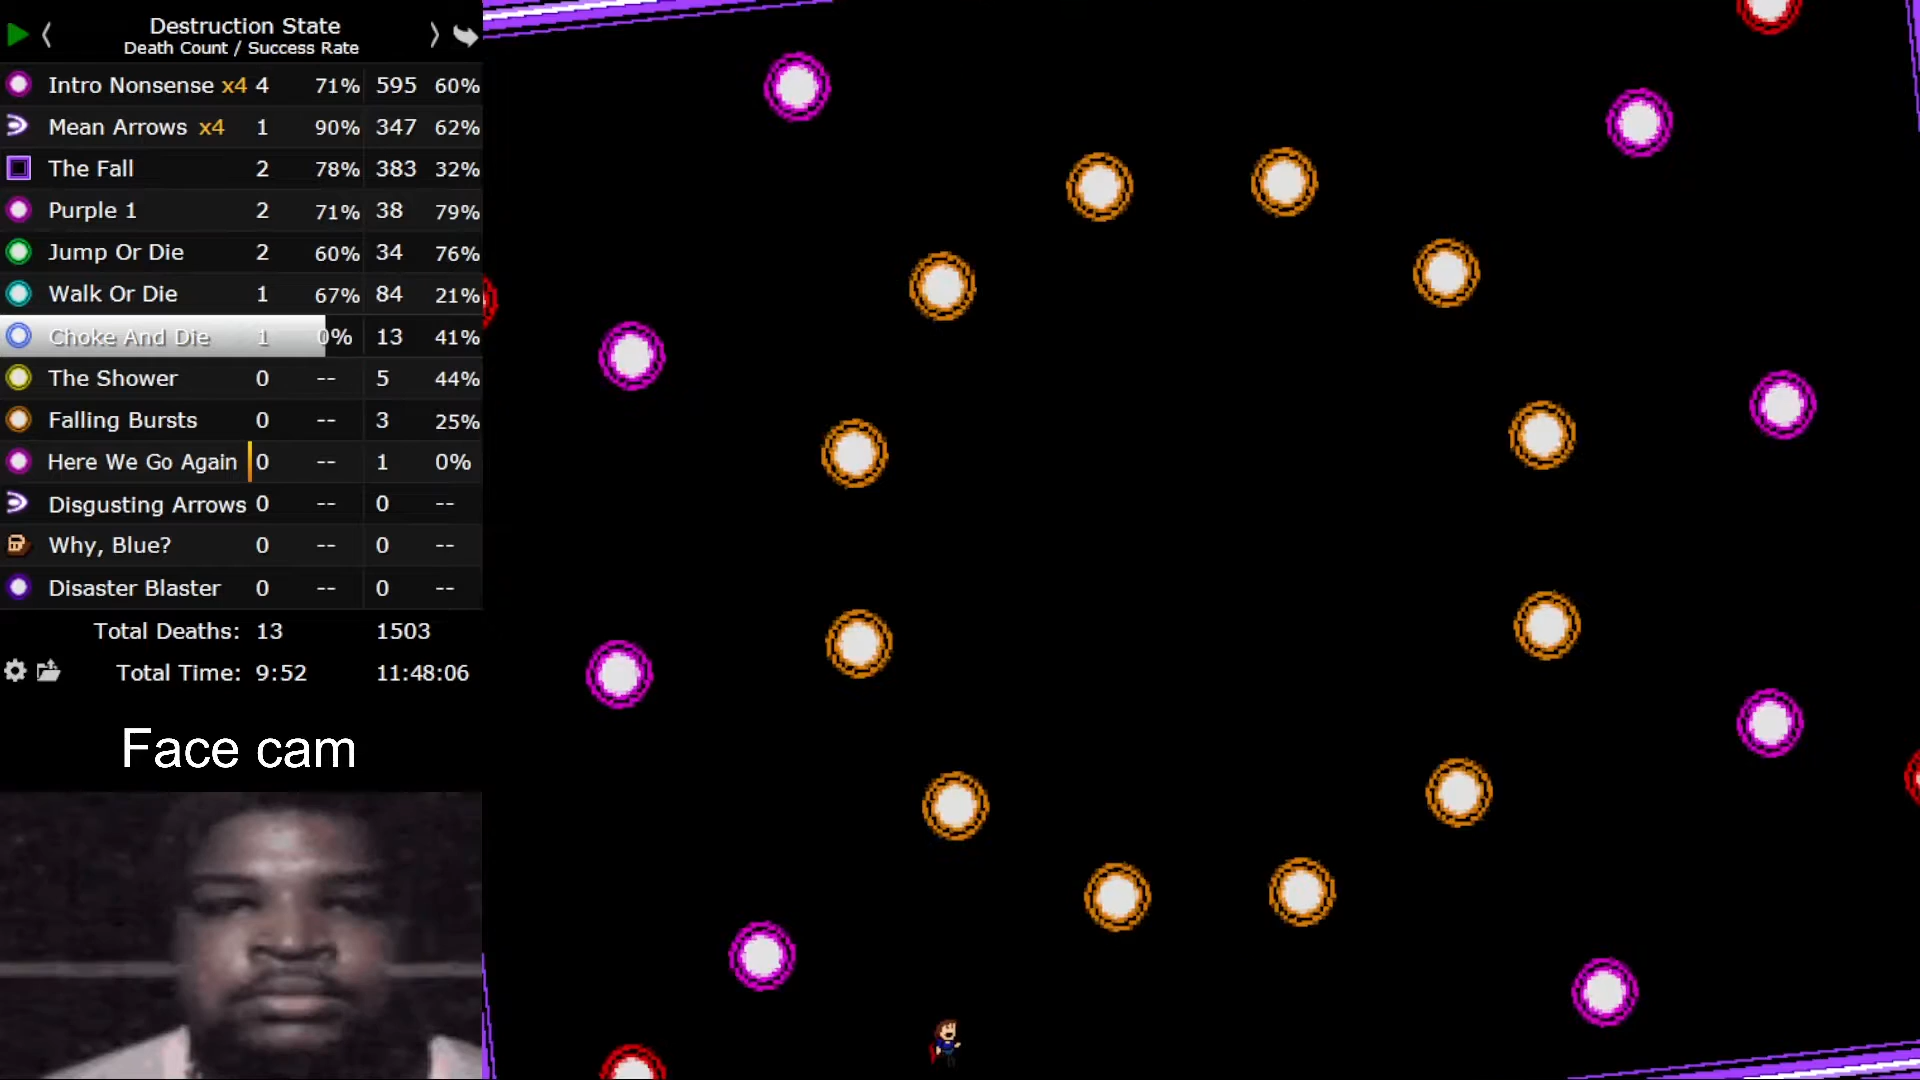 Destruction State
Death Count / Success Rate
Intro Nonsense x4 4 71% 595 60%
Mean Arrows x4 1 90% 347 62%
The Fall 2 78% 383 32%
Purple 1 2 71% 38 79%
Jump Or Die 2 60% 34 76%
Walk Or Die 1 67% 84 21%
Choke And Die 1 0% 13 41%
The Shower 0 -- 5 44%
Falling Bursts 0 -- 3 25%
Here We Go Again 0 -- 1 0%
Disgusting Arrows 0 -- 0 --
Why, Blue? 0 -- 0 --
Disaster Blaster 0 -- 0 --
Total Deaths: 13 1503
Total Time: 9:52 11:48:06
Face cam